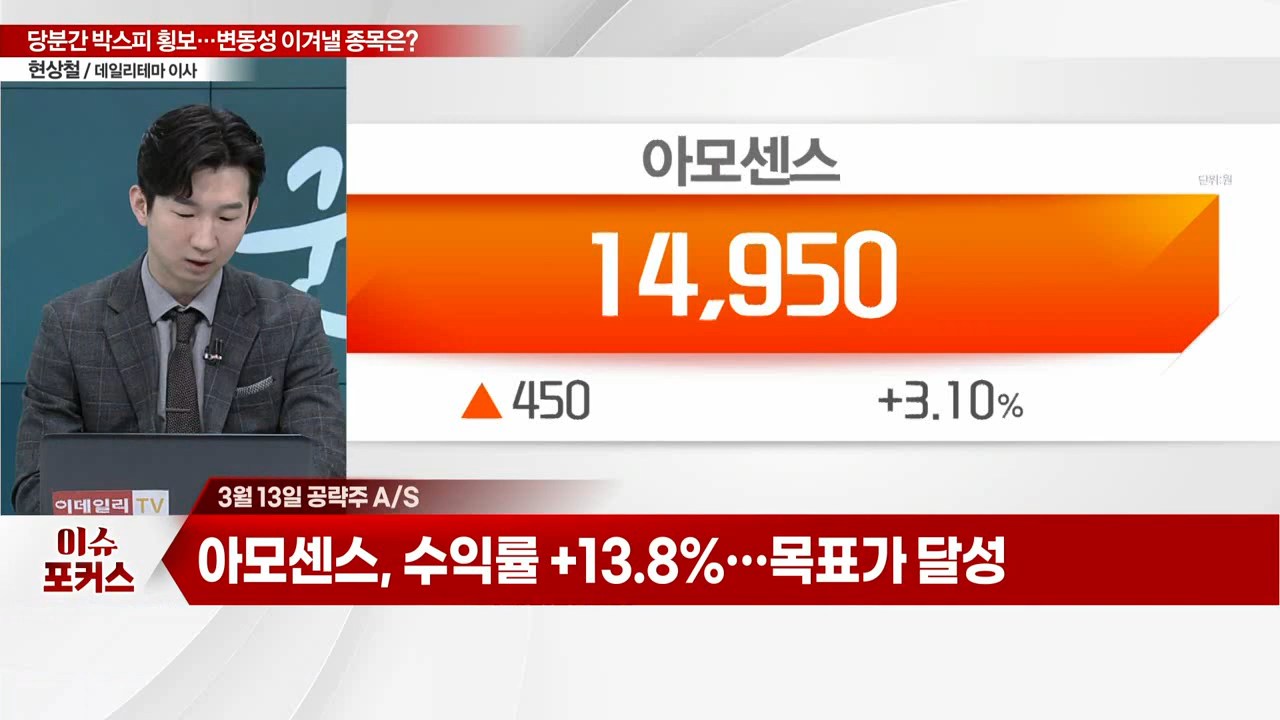 당분간 박스피 횡보…변동성 이겨낼 종목은?
현상철 / 데일리테마 이사
아모센스
단위:원
14,950
▲450 +3.10%
이데일리 TV
3월 13일 공략주 A/S
이슈
포커스
아모센스, 수익률 +13.8%…목표가 달성